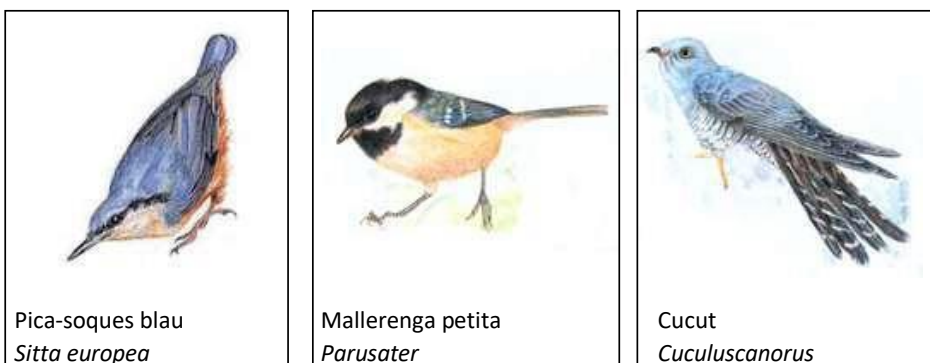 Pica-soques blau
Sitta europea
Mallerenga petita
Parusater
Cucut
Cuculuscanorus